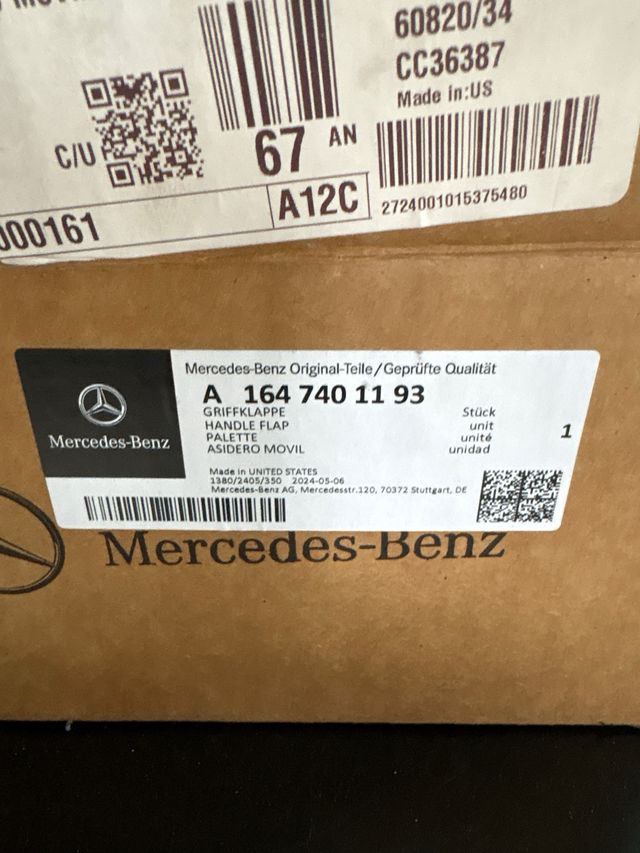 60820/34
CC36387
Made in:US
C/U
67 AN
000161
A12C
2724001015375480
Mercedes-Benz
Mercedes-Benz Original-Teile/Geprüfte Qualität
A 164 740 11 93
GRIFFKLAPPE Stück
HANDLE FLAP unit
PALETTE unité
ASIDERO MOVIL unidad
1
Made in UNITED STATES
1380/2405/350 2024-05-06
Mercedes-Benz AG, Mercedesstr.120, 70372 Stuttgart, DE
Mercedes-Benz